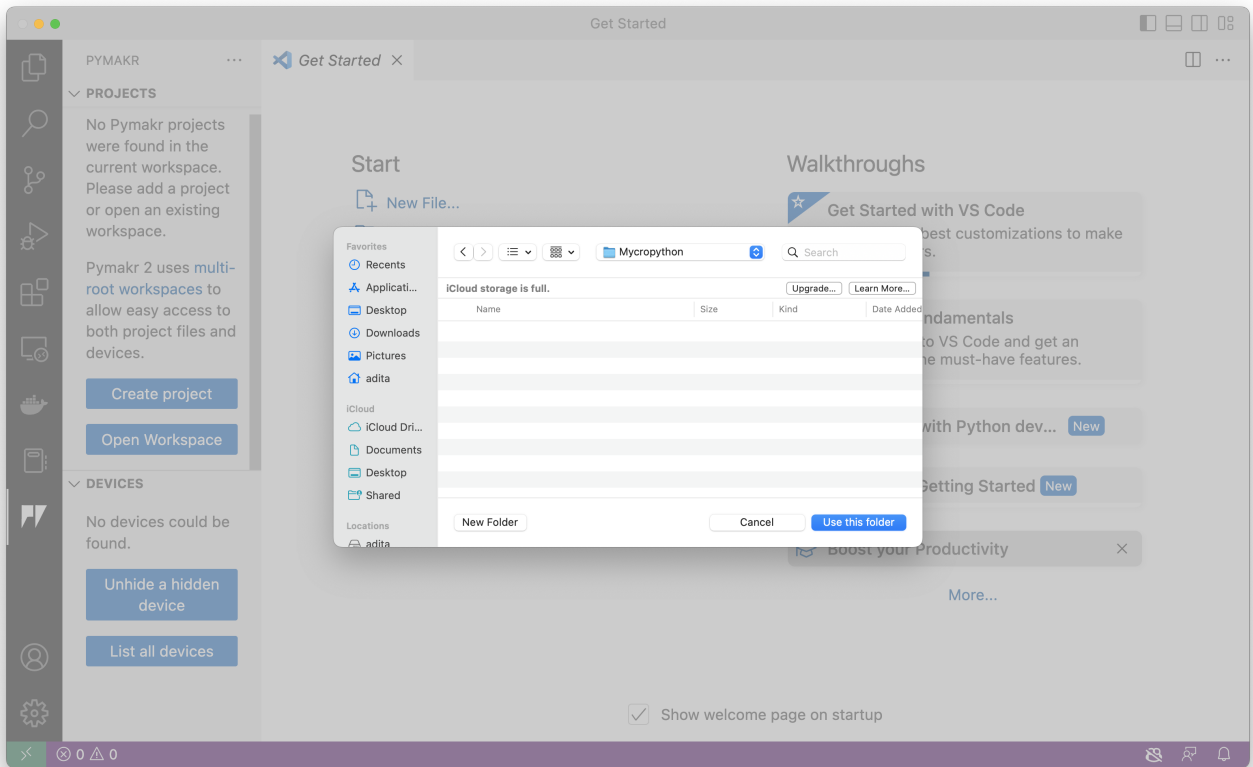 Get Started
PYMAKR
Get Started
PROJECTS
No Pymakr projects
were found in the
current workspace.
Please add a project
or open an existing
workspace.
Pymakr 2 uses multi-
root workspaces to
allow easy access to
both project files and
devices.
Create project
Open Workspace
DEVICES
No devices could be
found.
Unhide a hidden
device
List all devices
Start
New File...
Walkthroughs
Get Started with VS Code
best customizations to make
ndamentals
to VS Code and get an
must-have features.
with Python dev... New
Getting Started New
Boost your Productivity
More...
Favorites
Recents
Applicati...
Desktop
Downloads
Pictures
adita
iCloud
iCloud Dri...
Documents
Desktop
Shared
Locations
adita
Mycropython
Search
iCloud storage is full.
Upgrade...
Learn More...
Name
Size
Kind
Date Added
New Folder
Cancel
Use this folder
Show welcome page on startup
0 0